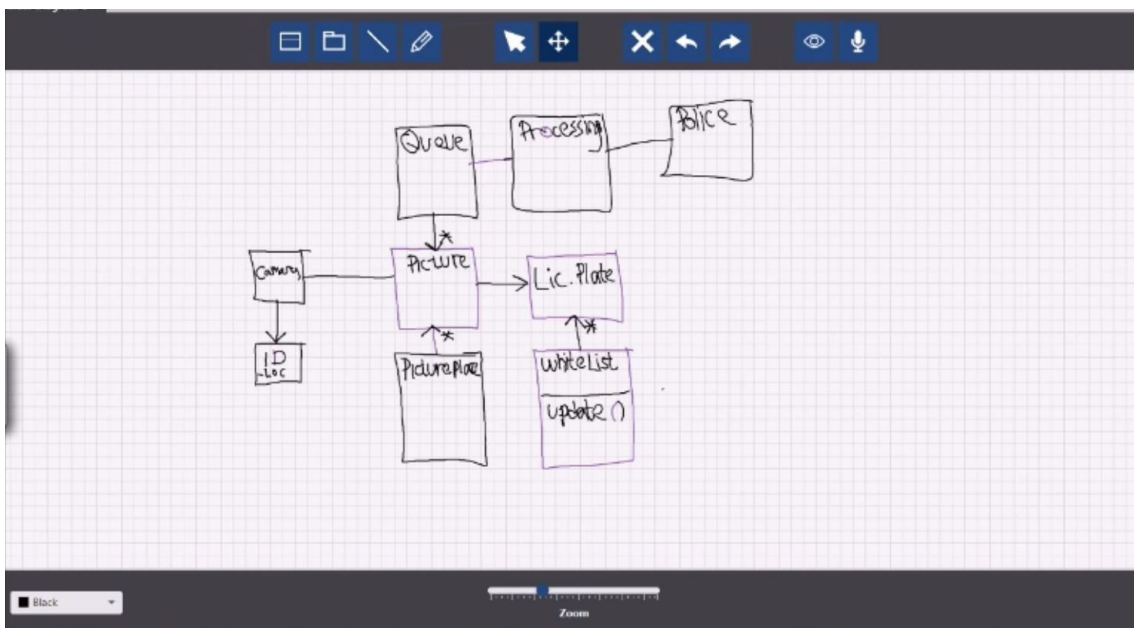 Queue
Processing
Police
*
Camera
Picture
Lic. Plate
*
*
ID
-Loc
PicturePlate
WhiteList
update ()
Black
Zoom